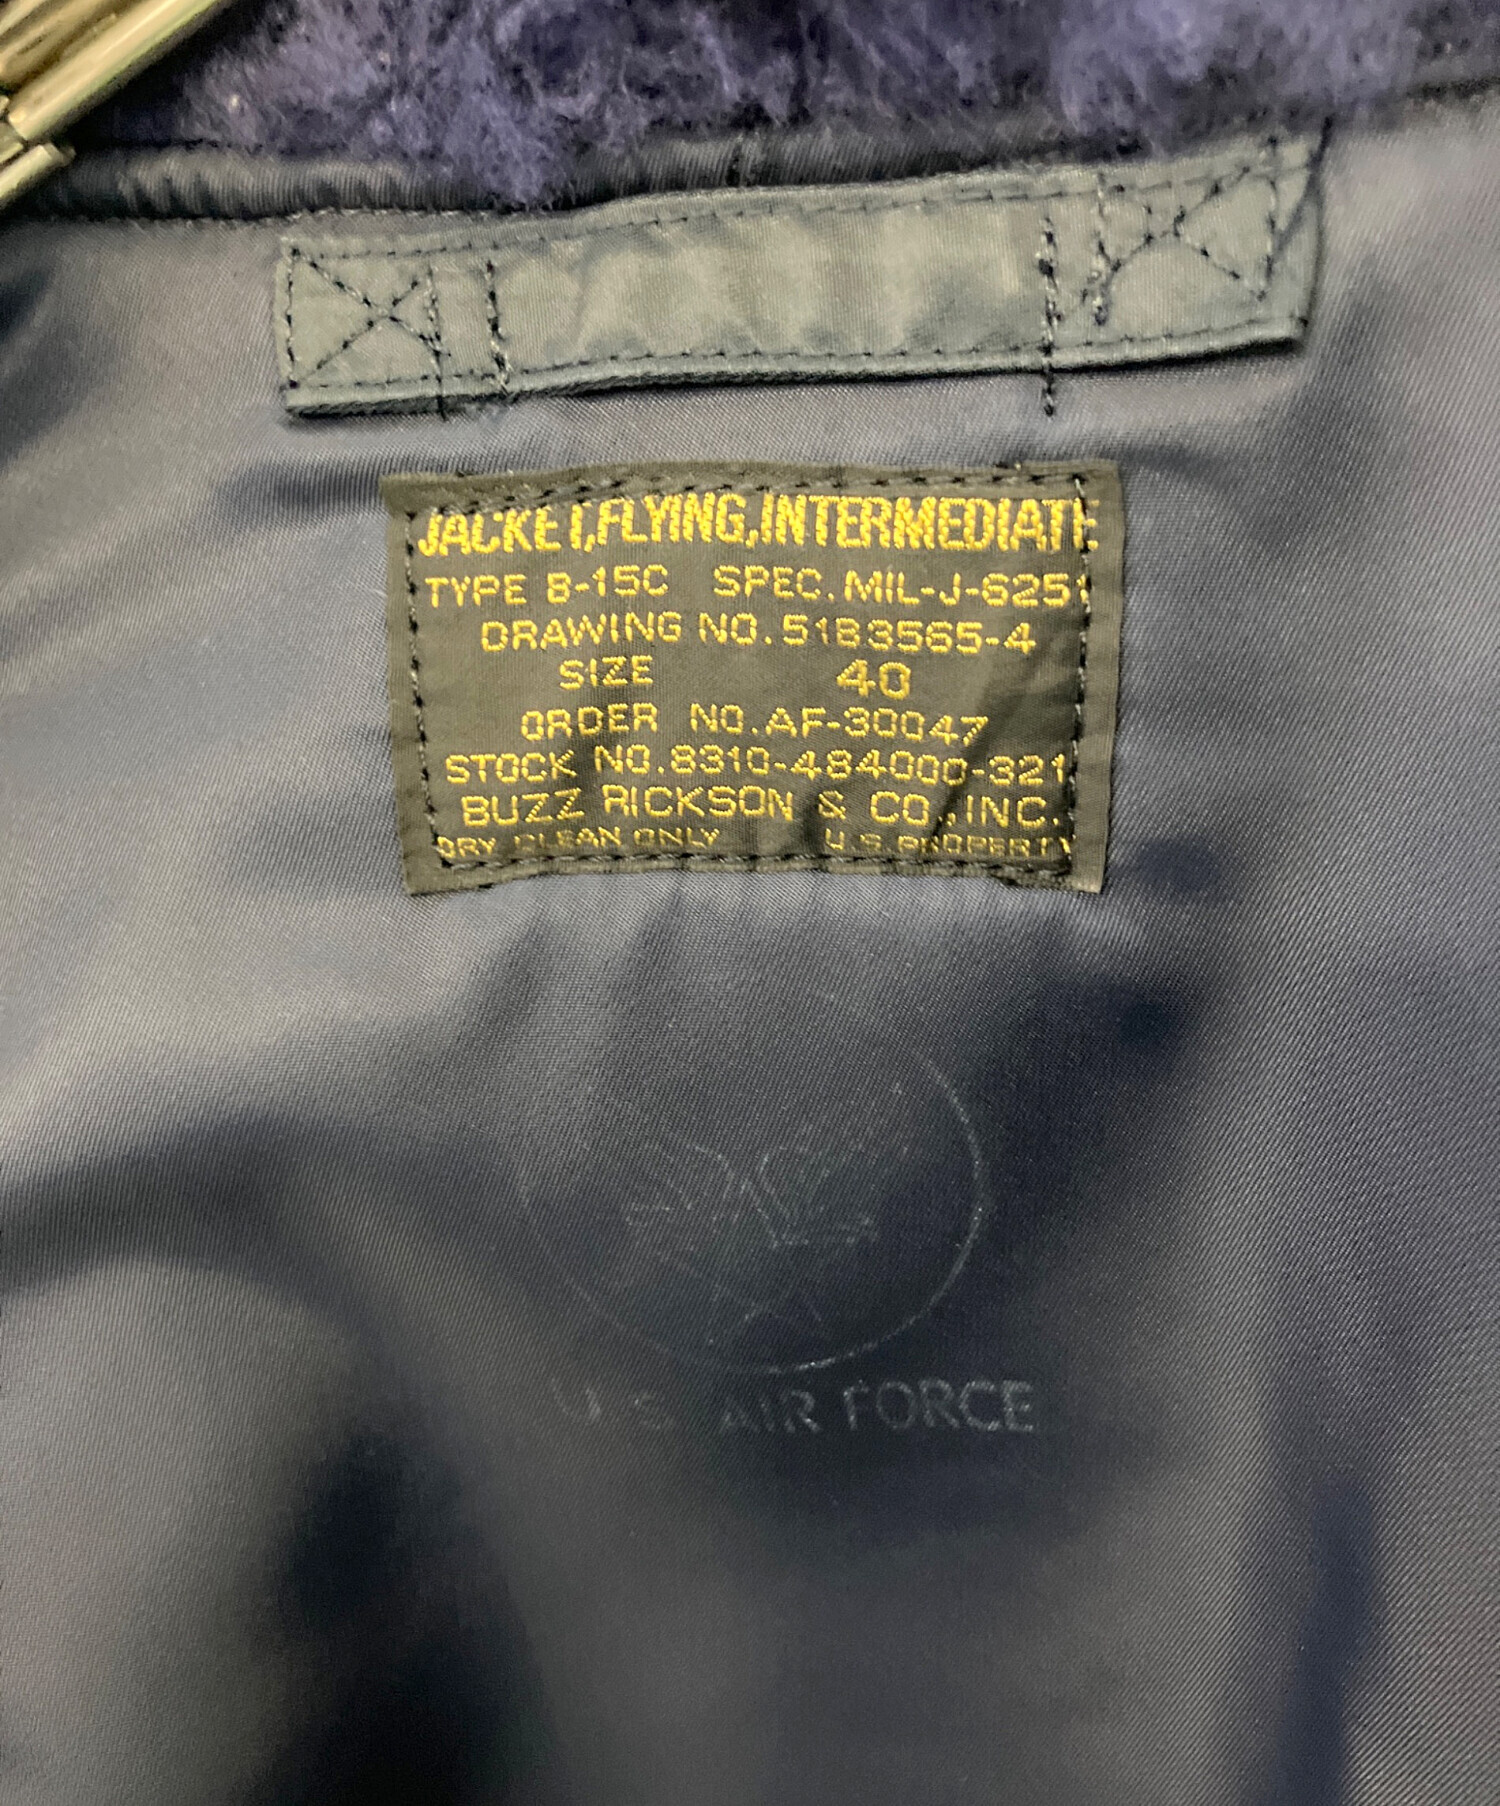 JACKET,FLYING,INTERMEDIATE
TYPE B-15C SPEC. MIL-J-6251
DRAWING NO. 51B3565-4
SIZE 40
ORDER NO. AF-30047
STOCK NO. 8310-484000-321
BUZZ RICKSON & CO., INC.
DRY CLEAN ONLY U.S. PROPERTY
U.S. AIR FORCE